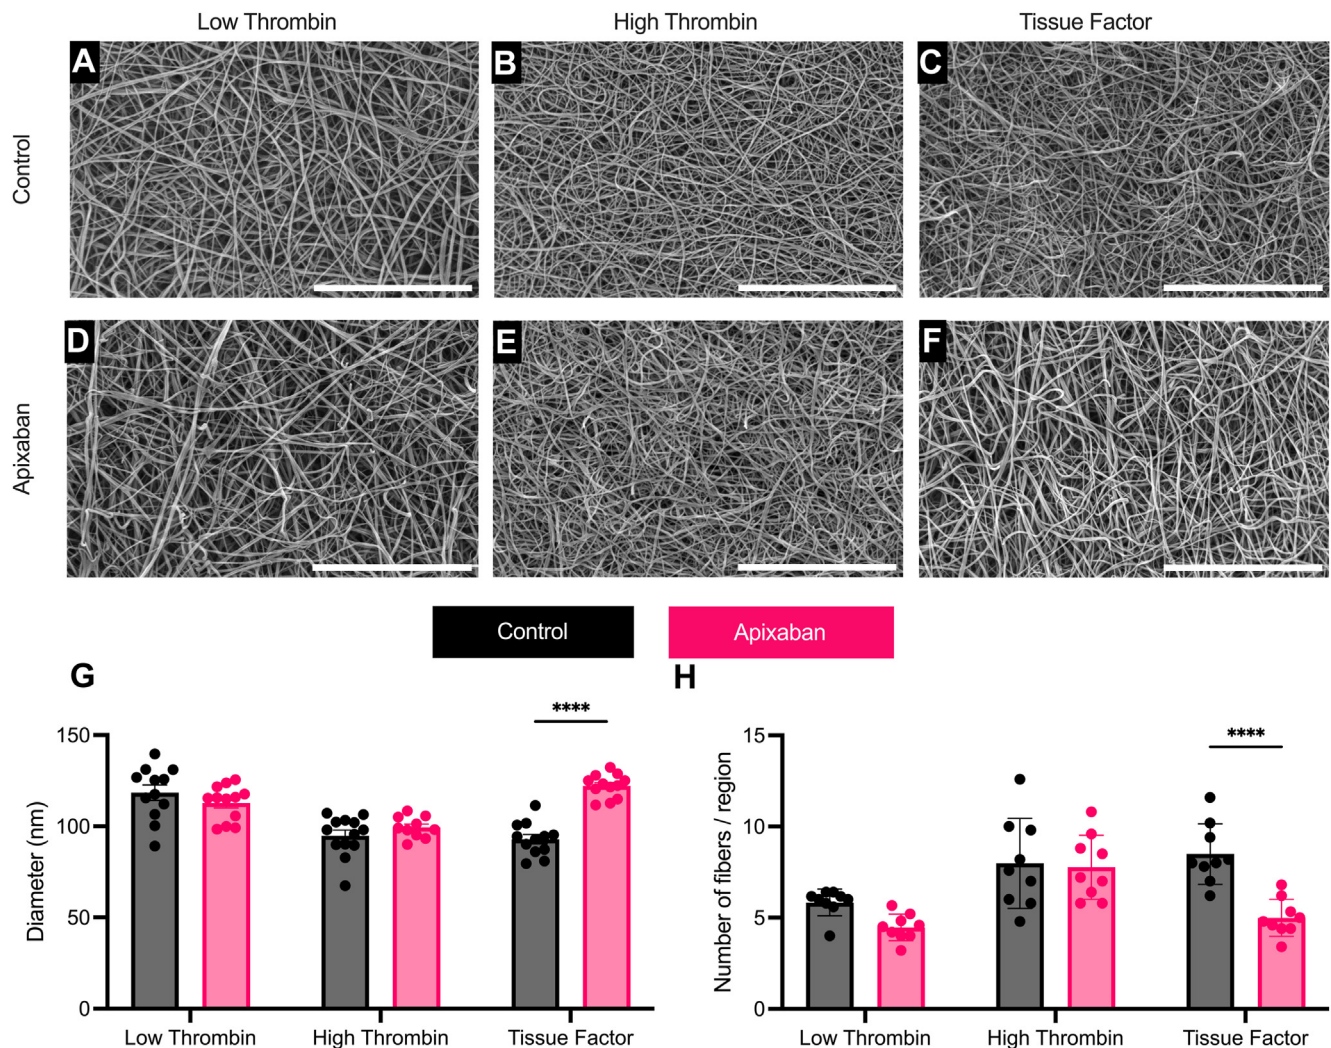 Low Thrombin High Thrombin Tissue Factor
Control
A B C
Apixaban
D E F
Control Apixaban
G
Diameter (nm)
150
100
50
0
****
Low Thrombin High Thrombin Tissue Factor
H
Number of fibers / region
15
10
5
0
****
Low Thrombin High Thrombin Tissue Factor